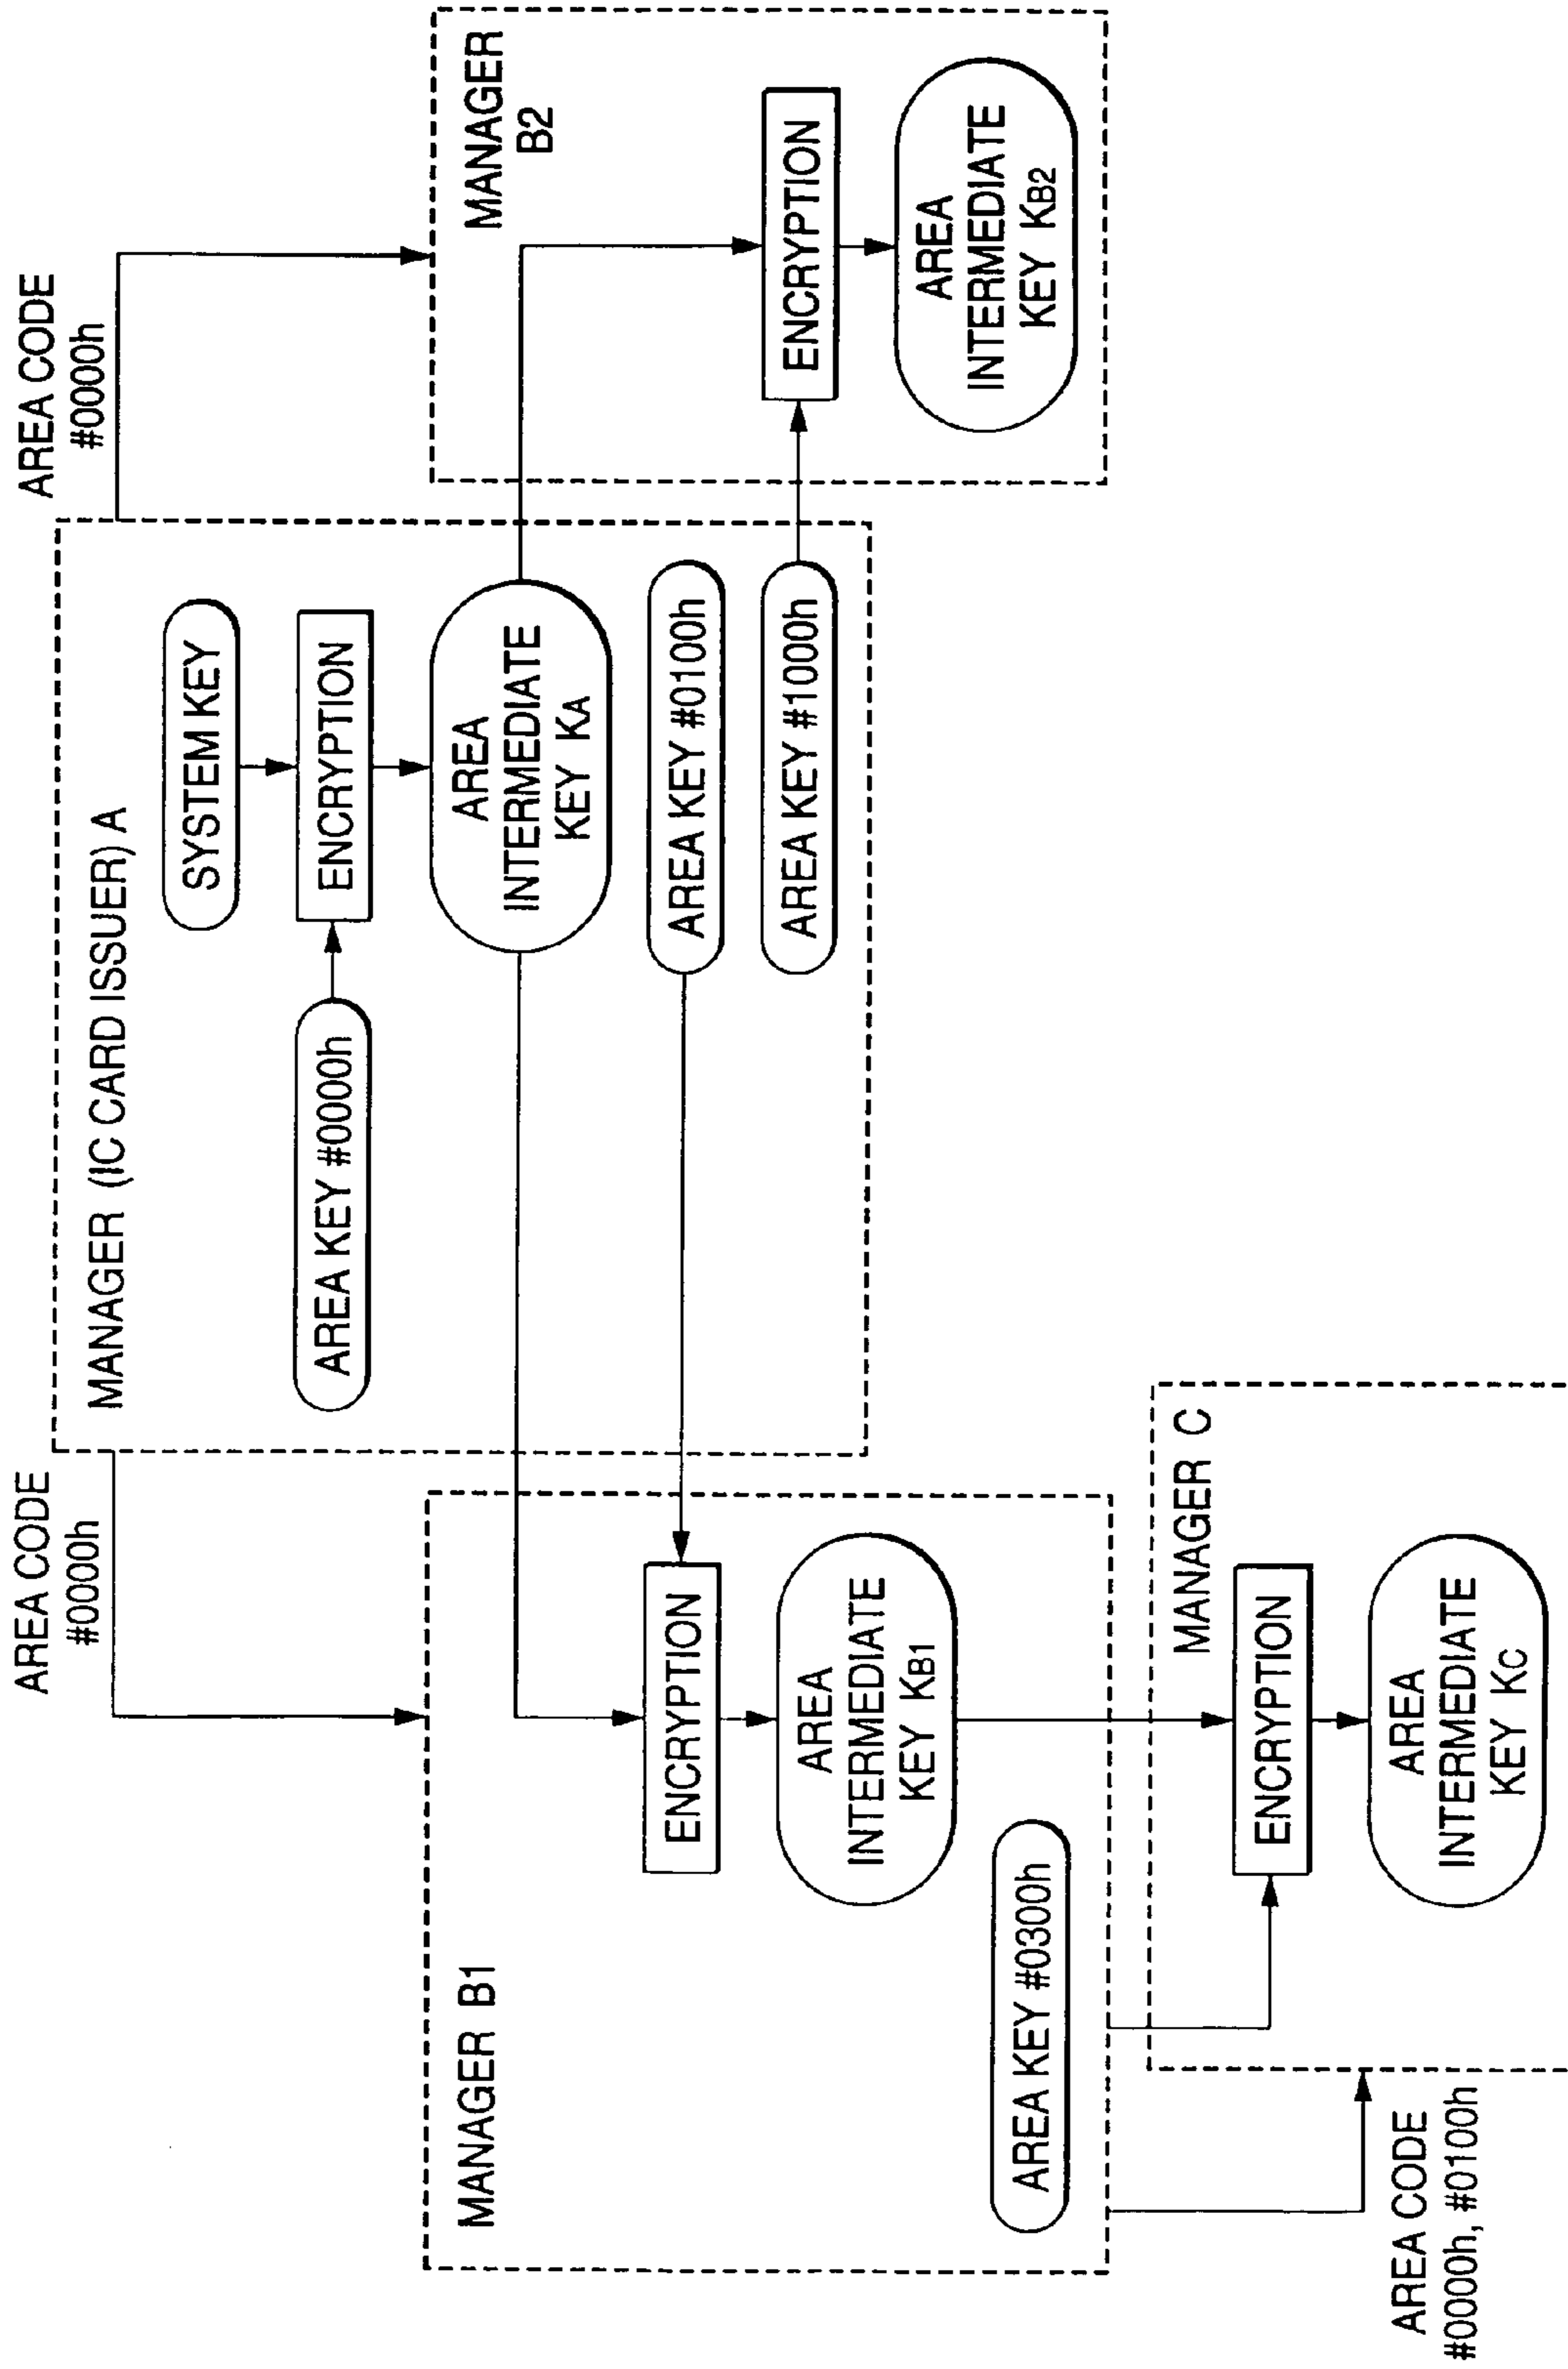 AREA CODE
#0000h
AREA CODE
#0000h
MANAGER (IC CARD ISSUER) A
SYSTEM KEY
AREA KEY #0000h
ENCRYPTION
AREA
INTERMEDIATE
KEY KA
AREA KEY #0100h
AREA KEY #1000h
MANAGER B1
ENCRYPTION
AREA
INTERMEDIATE
KEY KB1
AREA KEY #0300h
MANAGER
B2
ENCRYPTION
AREA
INTERMEDIATE
KEY KB2
MANAGER C
ENCRYPTION
AREA
INTERMEDIATE
KEY KC
AREA CODE
#0000h, #0100h